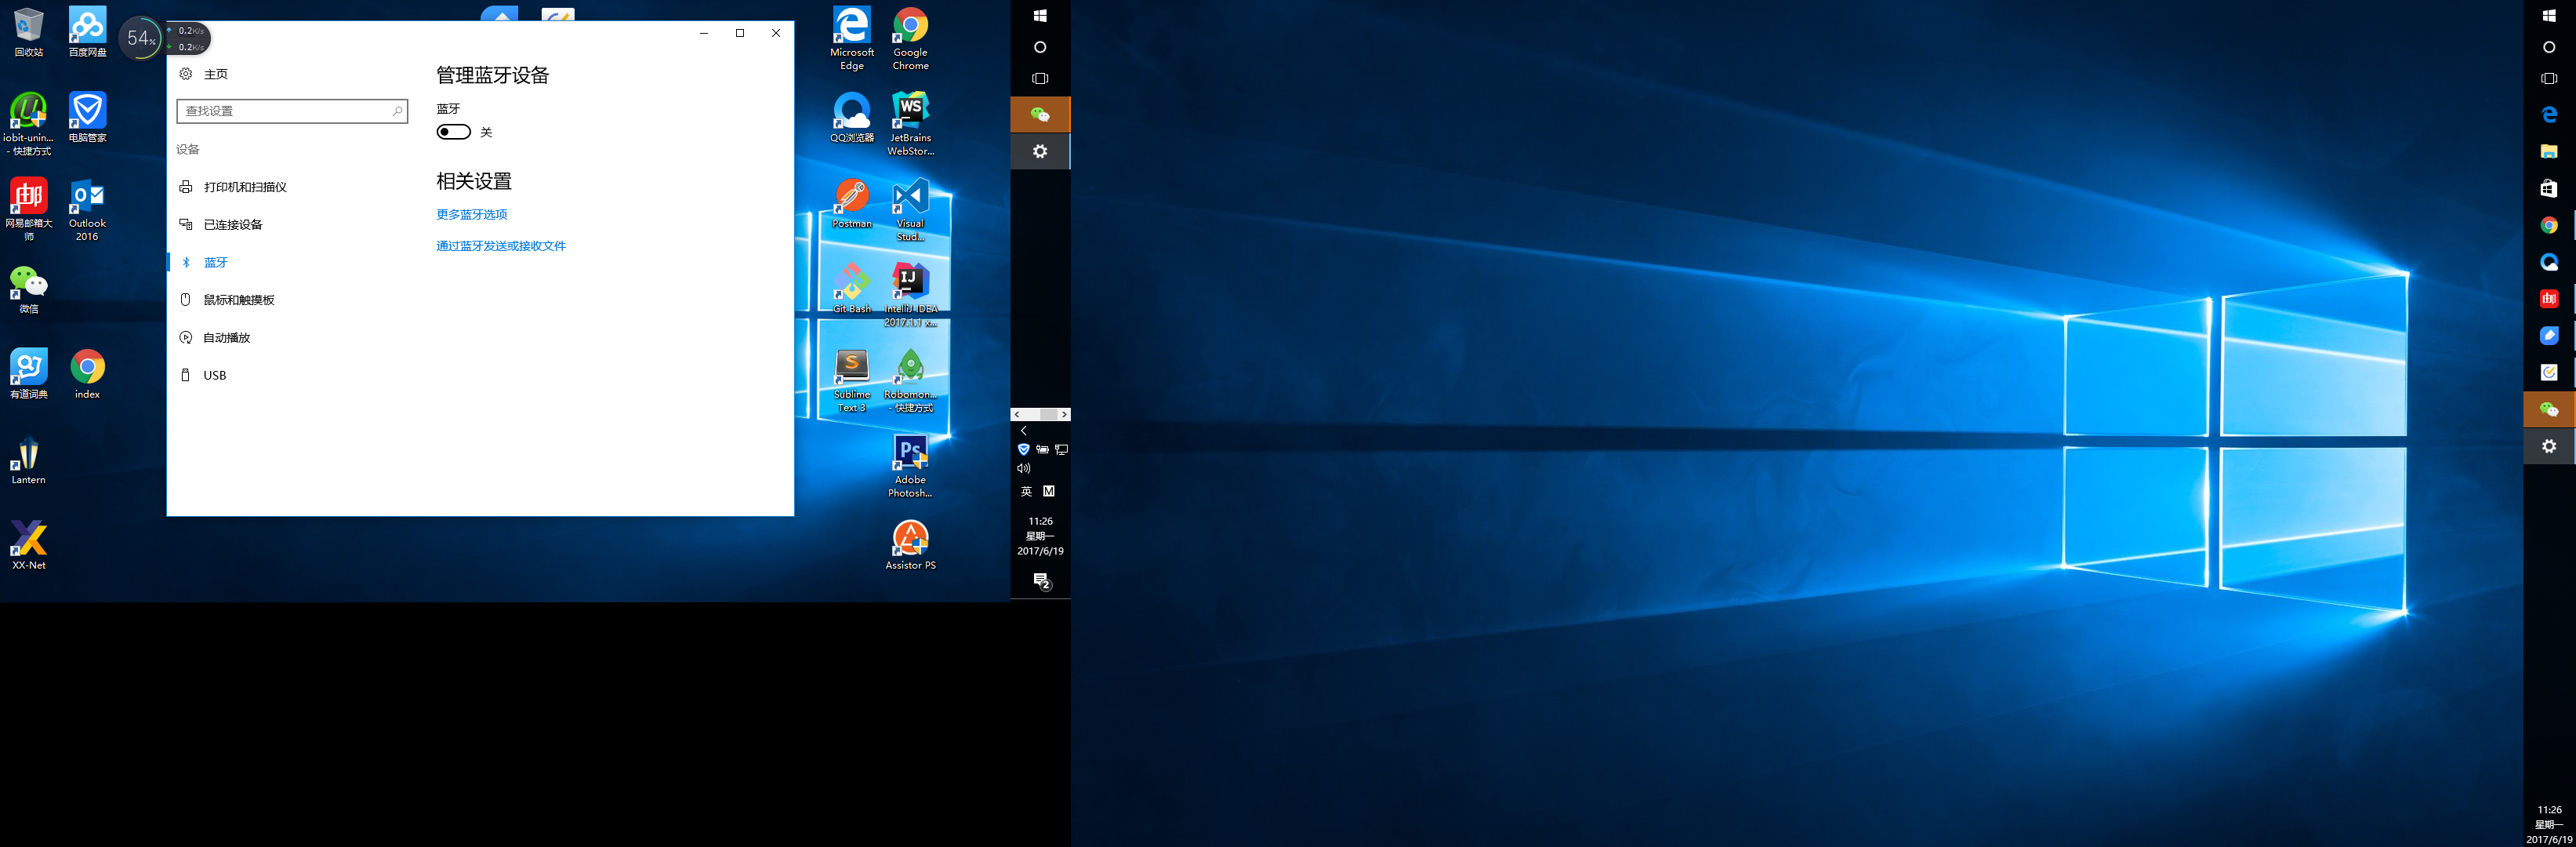 回收站
百度网盘
iobit-unin...
- 快捷方式
电脑管家
网易邮箱大
师
Outlook
2016
微信
有道词典
index
Lantern
XX-Net
54%
0.2K/s
0.2K/s
主页
查找设置
设备
打印机和扫描仪
已连接设备
蓝牙
鼠标和触摸板
自动播放
USB
管理蓝牙设备
蓝牙
关
相关设置
更多蓝牙选项
通过蓝牙发送或接收文件
Microsoft
Edge
Google
Chrome
QQ浏览器
WS
JetBrains
WebStor...
Postman
Visual
Stud...
Git Bash
IJ
IntelliJ IDEA
2017.1.1 x...
Sublime
Text 3
Robomon...
- 快捷方式
Ps
Adobe
Photosh...
Assistor PS
英 M
11:26
星期一
2017/6/19
2
11:26
星期一
2017/6/19